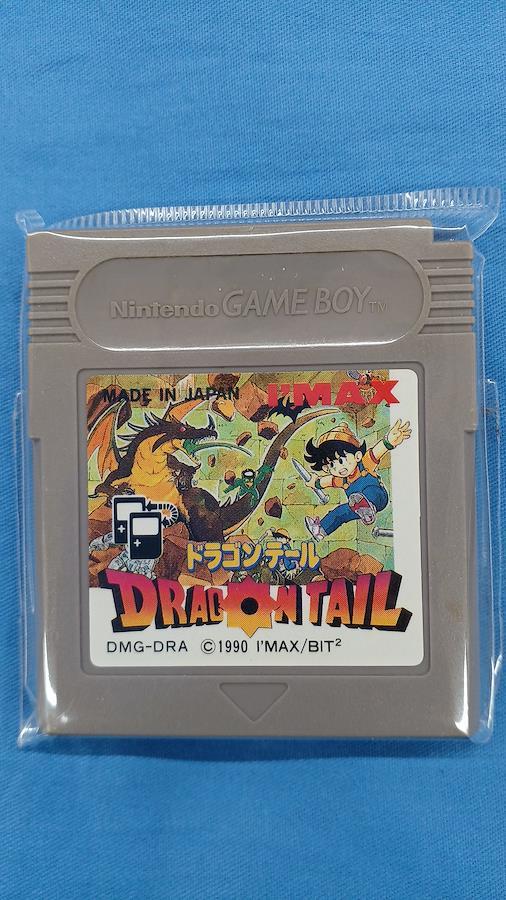 Nintendo GAME BOY TM
MADE IN JAPAN I'MAX
ドラゴンテール
DRAGON TAIL
DMG-DRA ©1990 I'MAX/BIT²